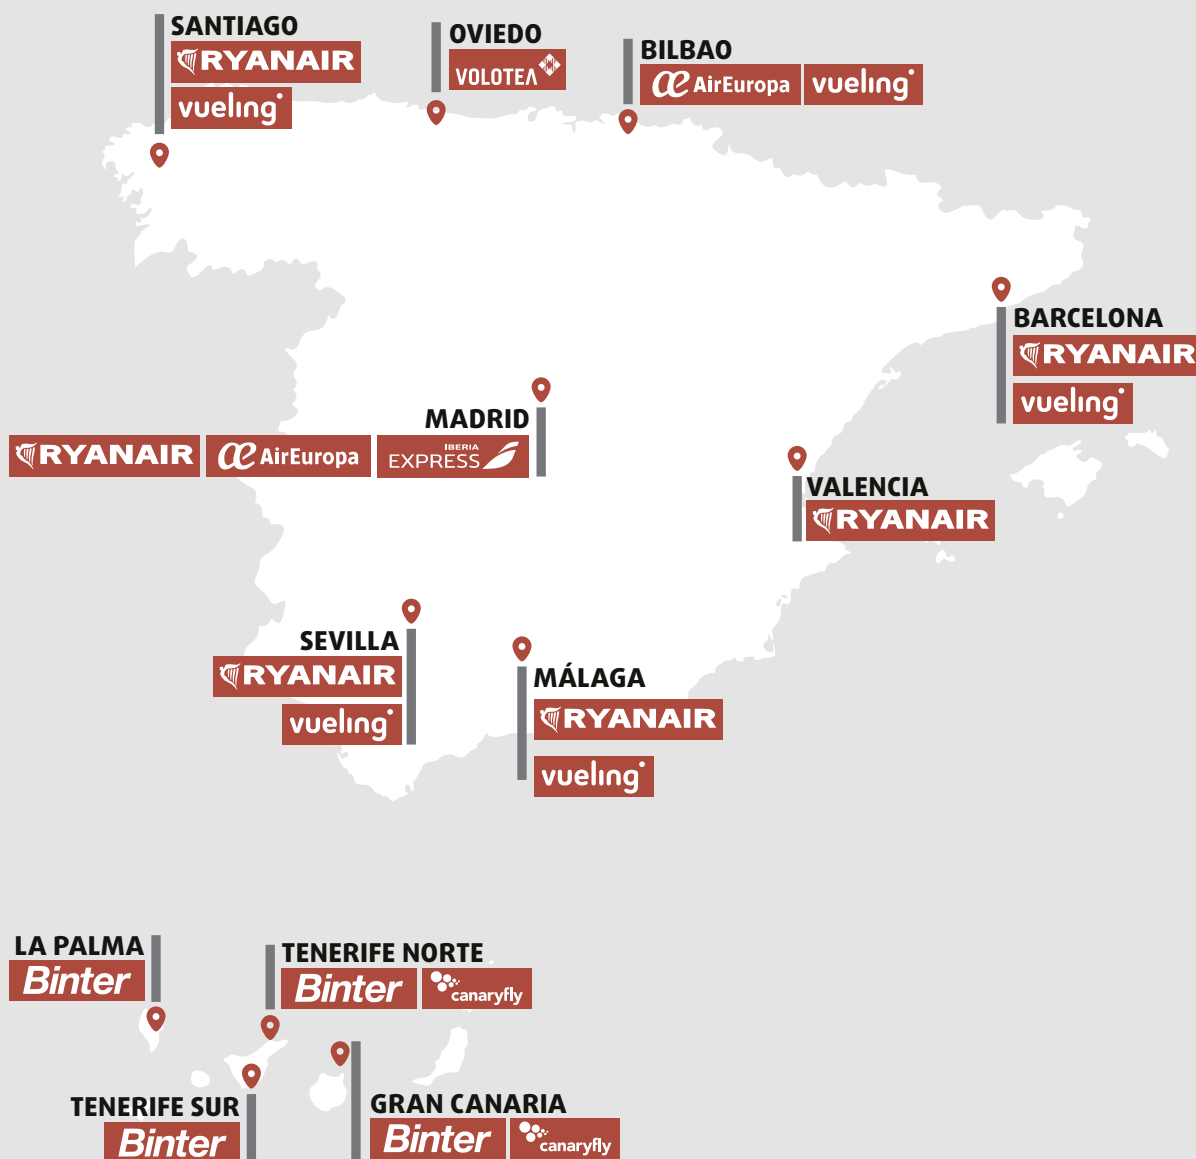 SANTIAGO
RYANAIR
vueling
OVIEDO
VOLOTEA
BILBAO
AirEuropa vueling
BARCELONA
RYANAIR
vueling
MADRID
RYANAIR AirEuropa IBERIA EXPRESS
VALENCIA
RYANAIR
SEVILLA
RYANAIR
vueling
MÁLAGA
RYANAIR
vueling
LA PALMA
Binter
TENERIFE NORTE
Binter canaryfly
TENERIFE SUR
Binter
GRAN CANARIA
Binter canaryfly